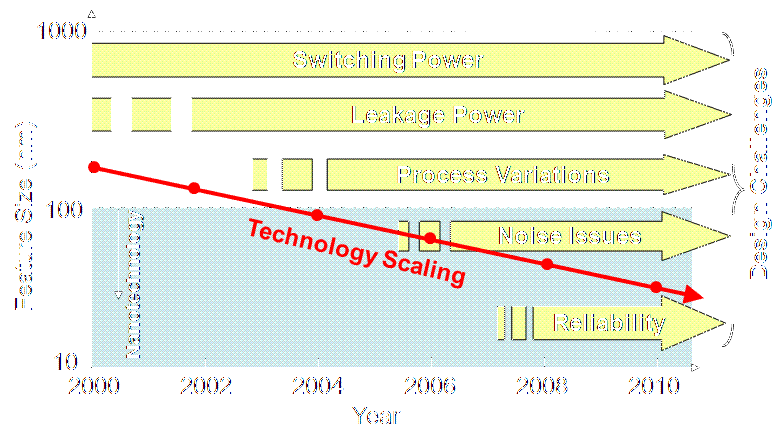 1000
Switching Power
Leakage Power
Process Variations
100
Noise Issues
Technology Scaling
Nanotechnology
Reliability
10
2000 2002 2004 2006 2008 2010
Year
Feature Size (nm)
Design Challenges